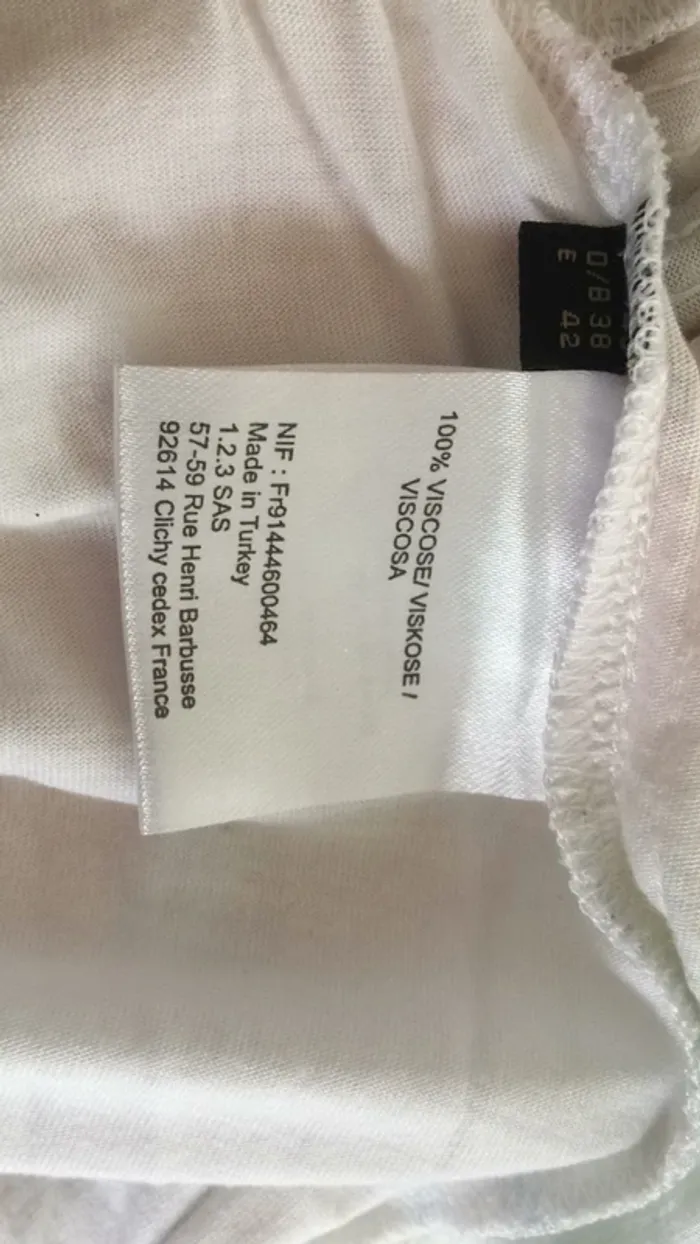 D/B 38
E 42
100% VISCOSE/ VISKOSE /
VISCOSA
NIF : Fr91444600464
Made in Turkey
1.2.3 SAS
57-59 Rue Henri Barbusse
92614 Clichy cedex France